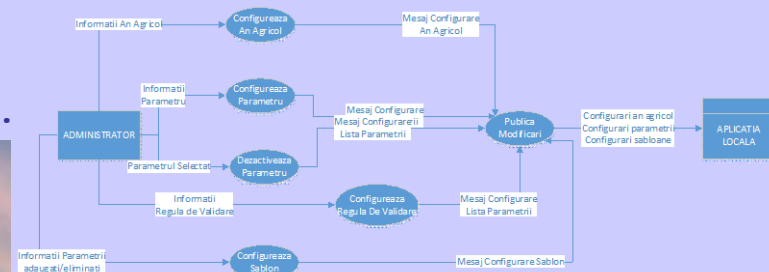 Informatii An Agricol
Configureaza
An Agricol
Mesaj Configurare
An Agricol
Informatii
Parametru
Configureaza
Parametru
Mesaj Configurare
Mesaj Configurarerii
Lista Parametrii
ADMINISTRATOR
Publica
Modificari
Configurari an agricol
Configurari parametrii
Configurari sabloane
APLICATIA
LOCALA
Parametrul Selectat
Dezactiveaza
Parametru
Informatii
Regula de Validare
Configureaza
Regula De Validare
Mesaj Configurare
Lista Parametrii
Informatii Parametrii
adaugati/eliminati
Configureaza
Sablon
Mesaj Configurare Sablon